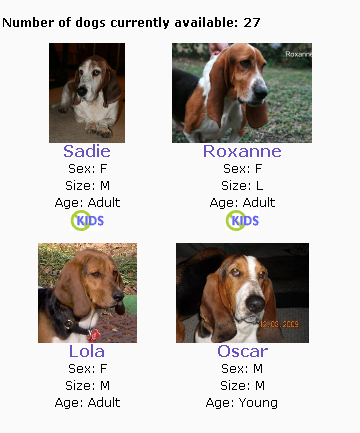 Number of dogs currently available: 27
Roxanne
Sadie
Roxanne
Sex: F
Sex: F
Size: M
Size: L
Age: Adult
Age: Adult
KIDS
KIDS
12/03/2009
Lola
Oscar
Sex: F
Sex: M
Size: M
Size: M
Age: Adult
Age: Young